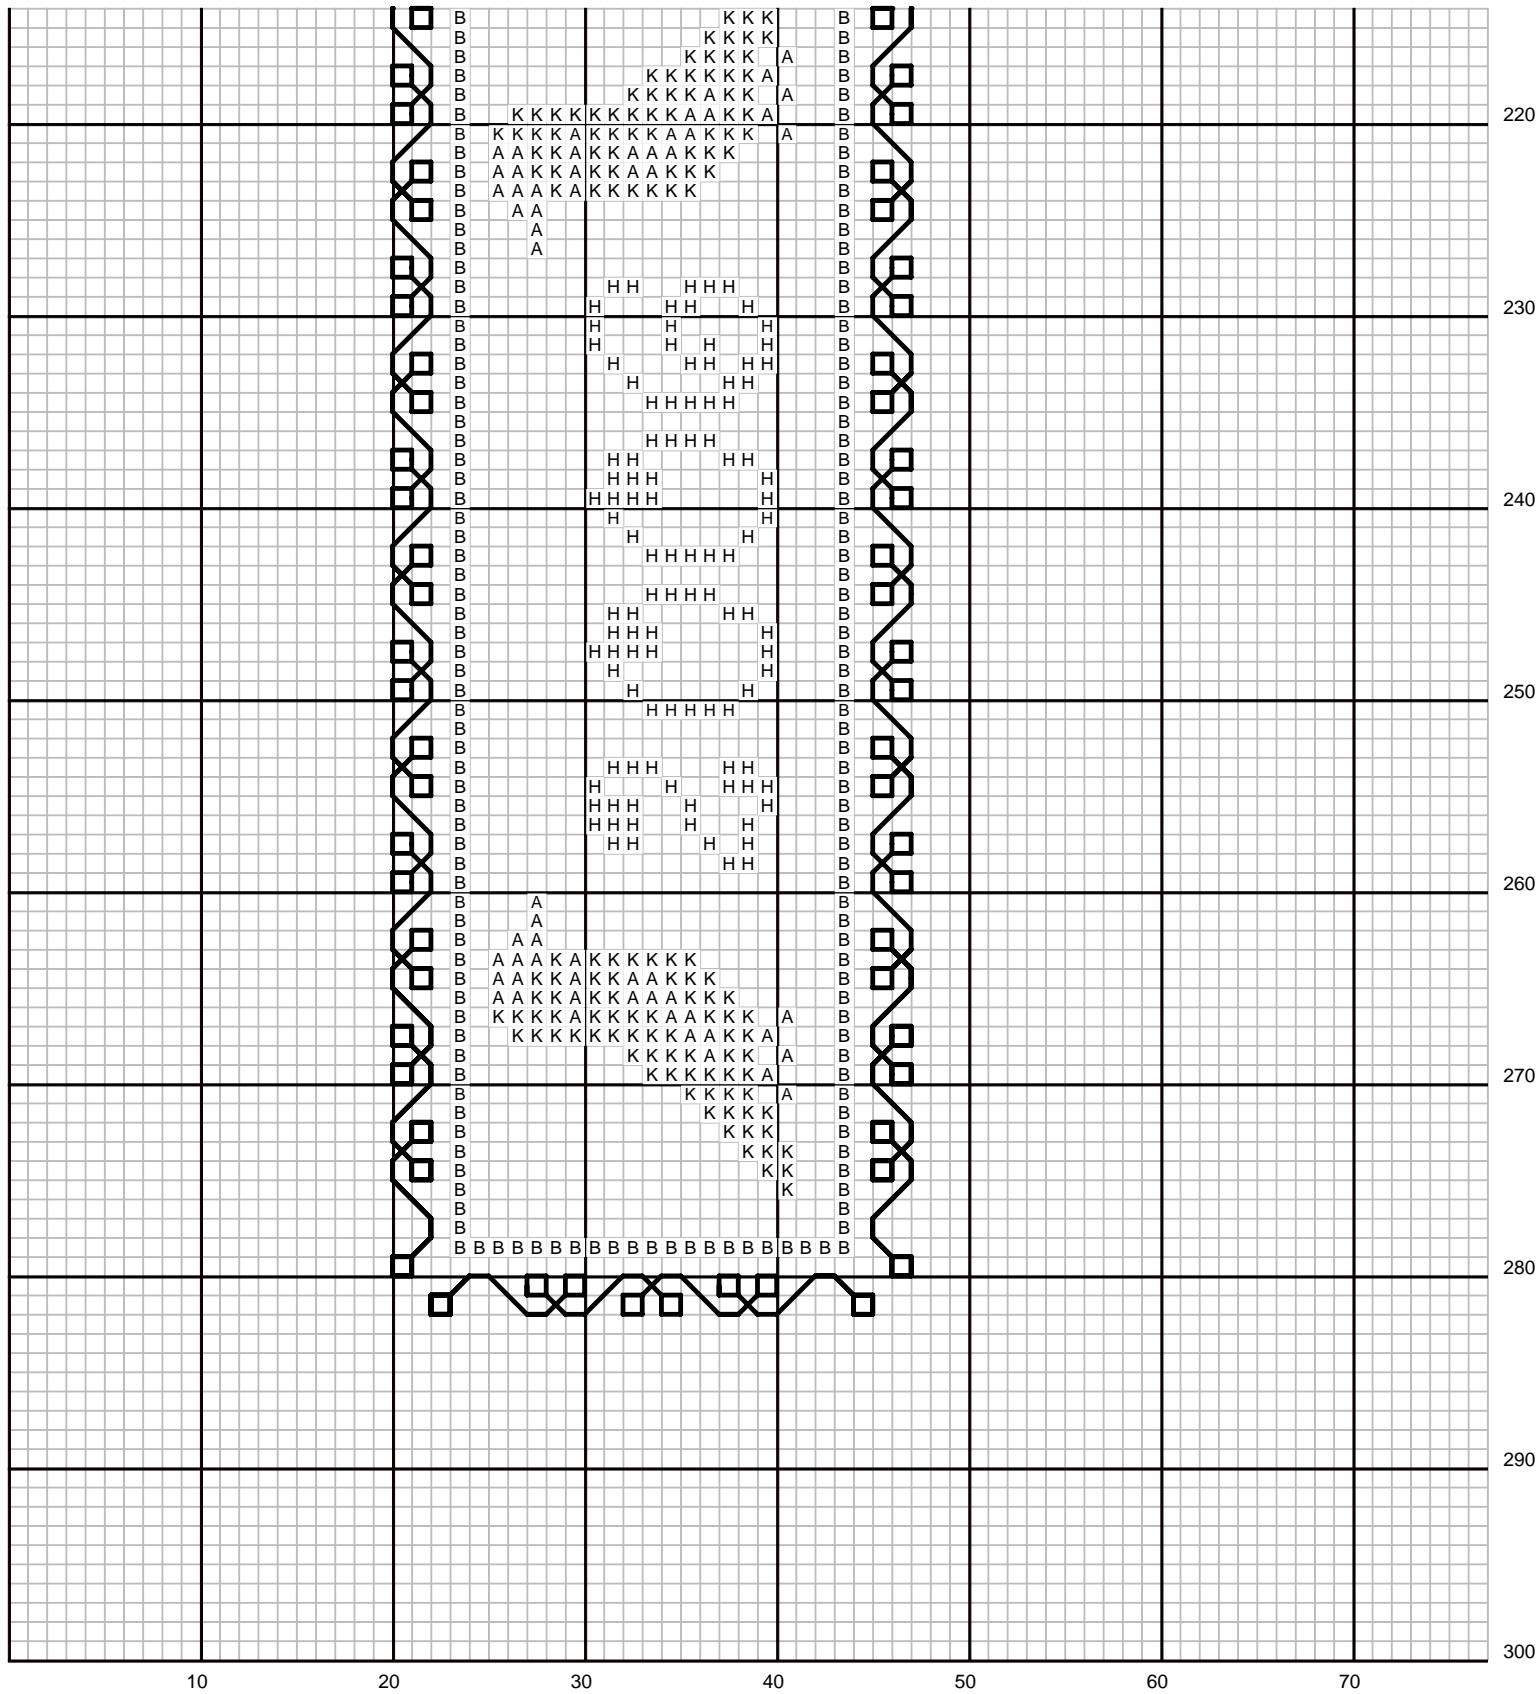 B K K K B
B K K K K B
B K K K K A B
B K K K K K K A B
B K K K K A K K A B
B K K K K K K K K K A A K K A B 220
B K K K K A K K K K A A K K K A B
B A A K K A K K A A A K K K B
B A A K K A K K A A K K K B
B A A A K A K K K K K K B
B A A B
B A B
B A B
B B
B H H H H H B
B H H H H B 230
B H H H B
B H H H H B
B H H H H H B
B H H H B
B H H H H H B
B B
B H H H H B
B H H H H B
B H H H H B
B H H H H H B 240
B H H B
B H H B
B H H H H H B
B B
B H H H H B
B H H H H B
B H H H H B
B H H H H H B
B H H B
B H H B 250
B H H H H H B
B B
B B
B H H H H H B
B H H H H H B
B H H H H H B
B H H H H H B
B H H H H B
B H H B
B B 260
B A B
B A B
B A A B
B A A A K A K K K K K K B
B A A K K A K K A A K K K B
B A A K K A K K A A A K K K B
B K K K K A K K K K A A K K K A B
B K K K K K K K K K A A K K A B
B K K K K A K K A B
B K K K K K K A B 270
B K K K K A B
B K K K K B
B K K K B
B K K K B
B K K B
B K B
B B
B B
B B B B B B B B B B B B B B B B B B B B B
280
290
300
10 20 30 40 50 60 70